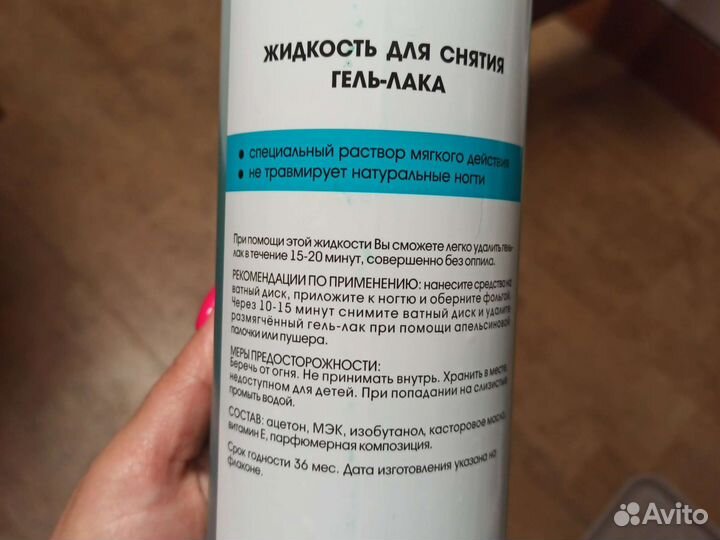 ЖИДКОСТЬ ДЛЯ СНЯТИЯ
ГЕЛЬ-ЛАКА
• специальный раствор мягкого действия
• не травмирует натуральные ногти
При помощи этой жидкости Вы сможете легко удалить гель-
лак в течение 15-20 минут, совершенно без оппила.
РЕКОМЕНДАЦИИ ПО ПРИМЕНЕНИЮ: нанесите средство на
ватный диск, приложите к ногтю и оберните фольгой.
Через 10-15 минут снимите ватный диск и удалите
размягчённый гель-лак при помощи апельсиновой
палочки или пушера.
МЕРЫ ПРЕДОСТОРОЖНОСТИ:
Беречь от огня. Не принимать внутрь. Хранить в месте,
недоступном для детей. При попадании на слизистые
промыть водой.
СОСТАВ: ацетон, МЭК, изобутанол, касторовое масло,
витамин Е, парфюмерная композиция.
Срок годности 36 мес. Дата изготовления указана на
флаконе.
Avito